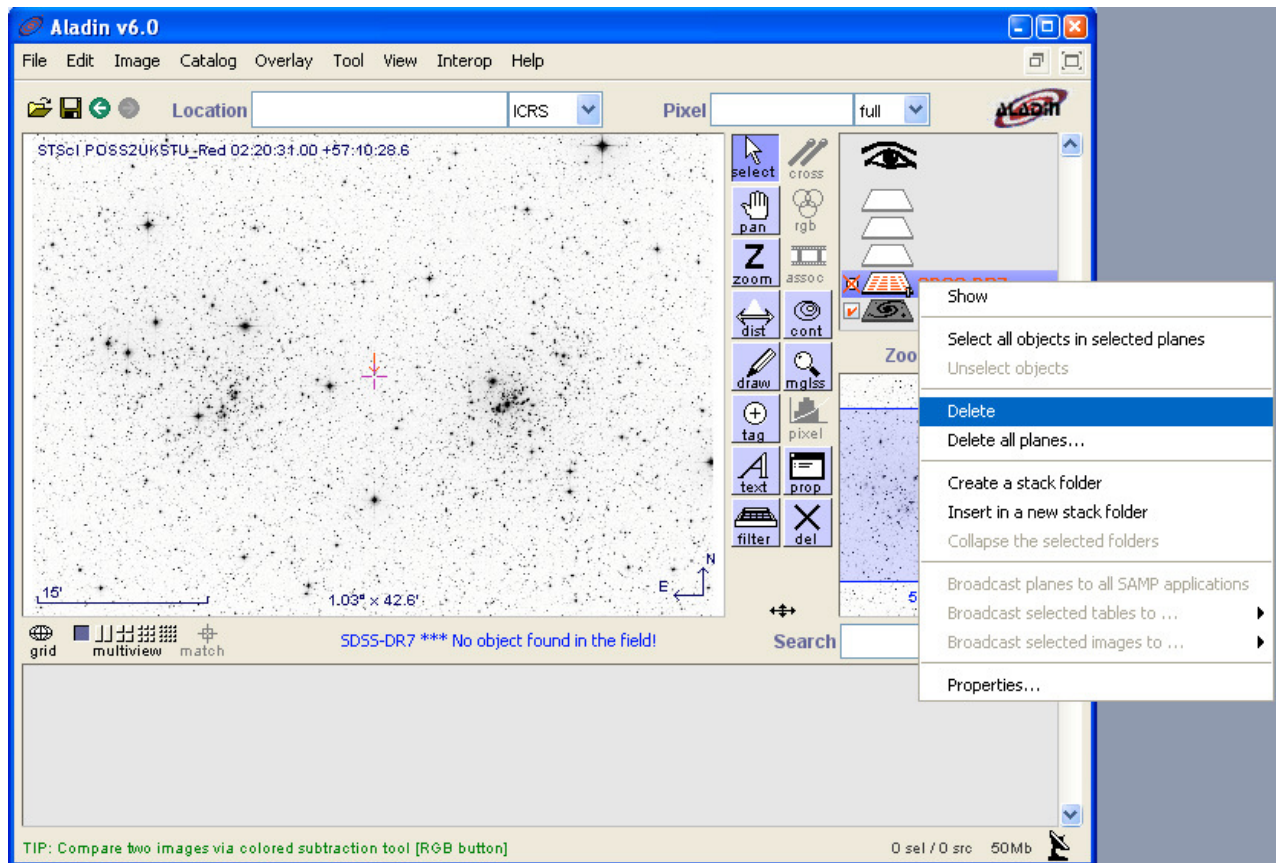 Aladin v6.0
File Edit Image Catalog Overlay Tool View Interop Help
Location ICRS Pixel full Aladin
STScI POSS2UKSTU_Red 02:20:31.00 +57:10:28.6
select cross
pan rgb
zoom assoc
dist cont
draw mglss
tag pixel
text prop
filter del
Zoo
Show
Select all objects in selected planes
Unselect objects
Delete
Delete all planes...
Create a stack folder
Insert in a new stack folder
Collapse the selected folders
Broadcast planes to all SAMP applications
Broadcast selected tables to ...
Broadcast selected images to ...
Properties...
N
E
15'
1.03° × 42.6'
5
grid multiview match
SDSS-DR7 *** No object found in the field!
Search
TIP: Compare two images via colored subtraction tool [RGB button]
0 sel / 0 src 50Mb